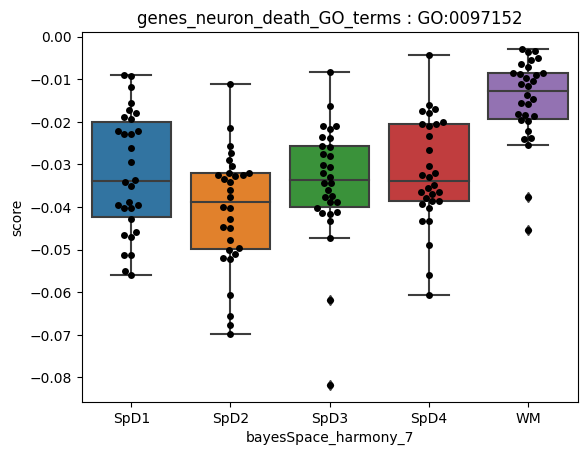 genes_neuron_death_GO_terms : GO:0097152
0.00
−0.01
−0.02
−0.03
−0.04
−0.05
−0.06
−0.07
−0.08
score
SpD1 SpD2 SpD3 SpD4 WM
bayesSpace_harmony_7